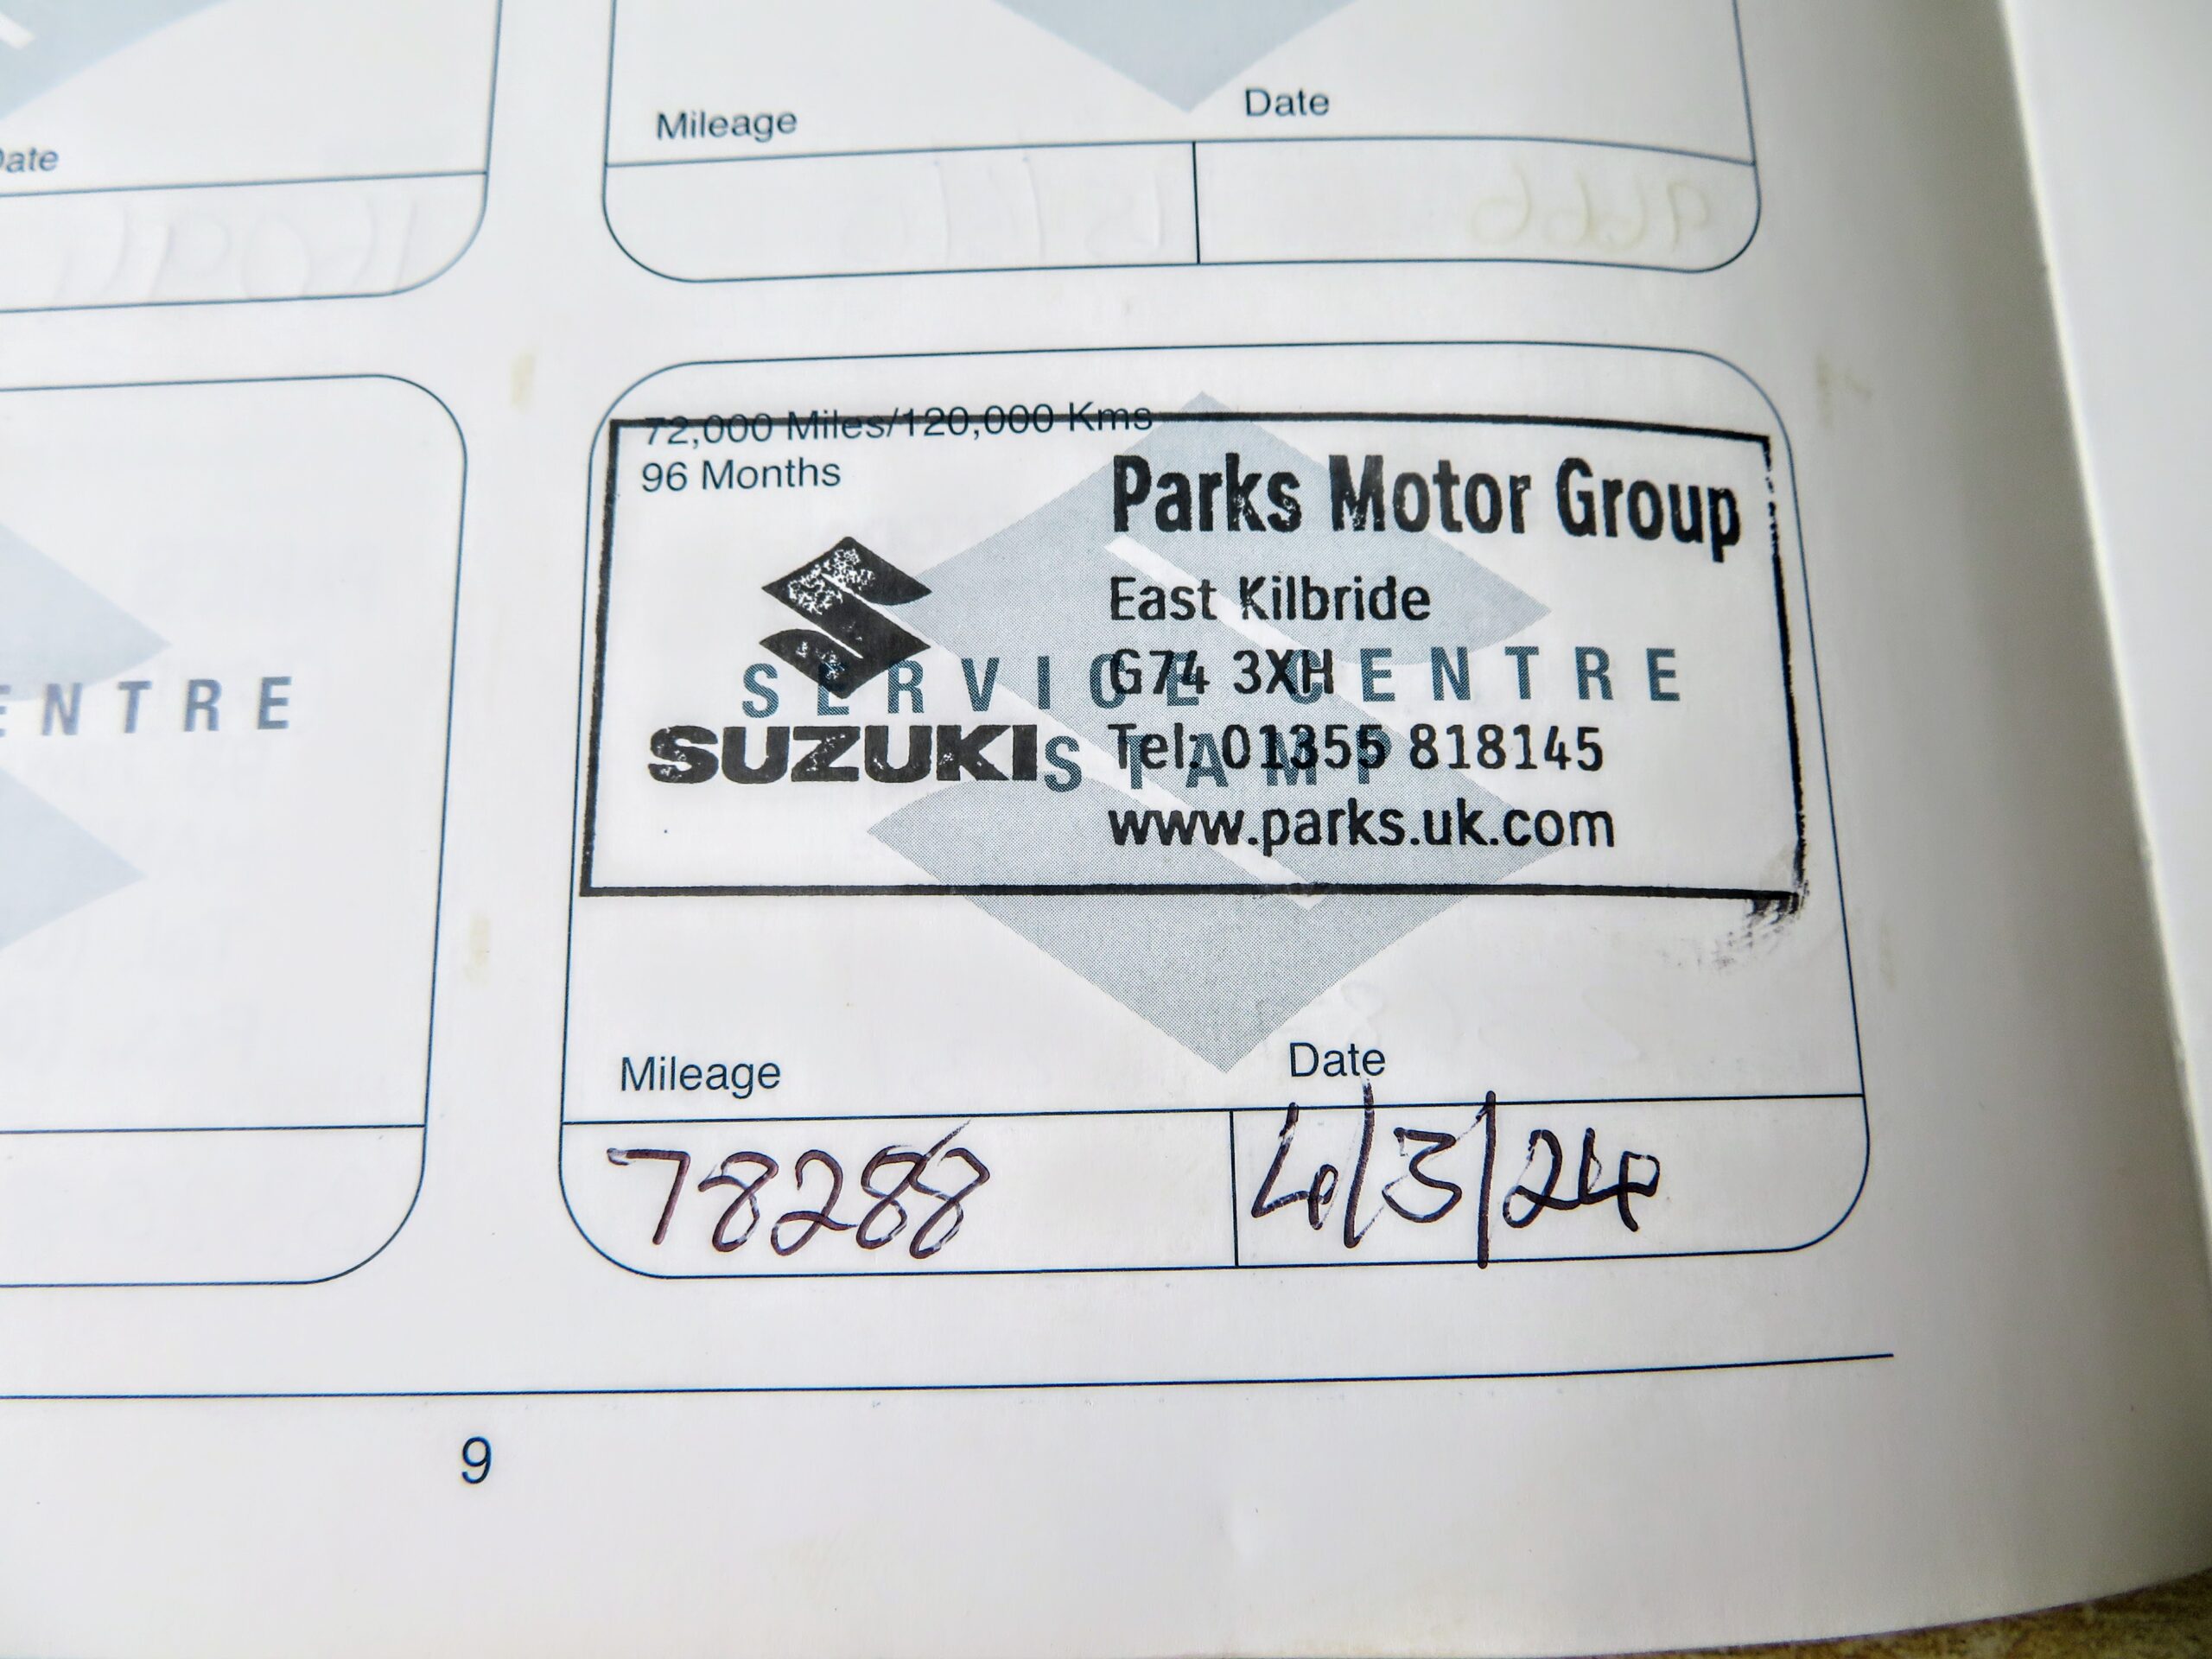 Date
Mileage
Date
72,000 Miles/120,000 Kms
96 Months
Parks Motor Group
East Kilbride
G74 3XH
SERVICE CENTRE
SUZUKI
STAMP
Tel: 01355 818145
www.parks.uk.com
ENTRE
Mileage
Date
78288
4/3/24
9